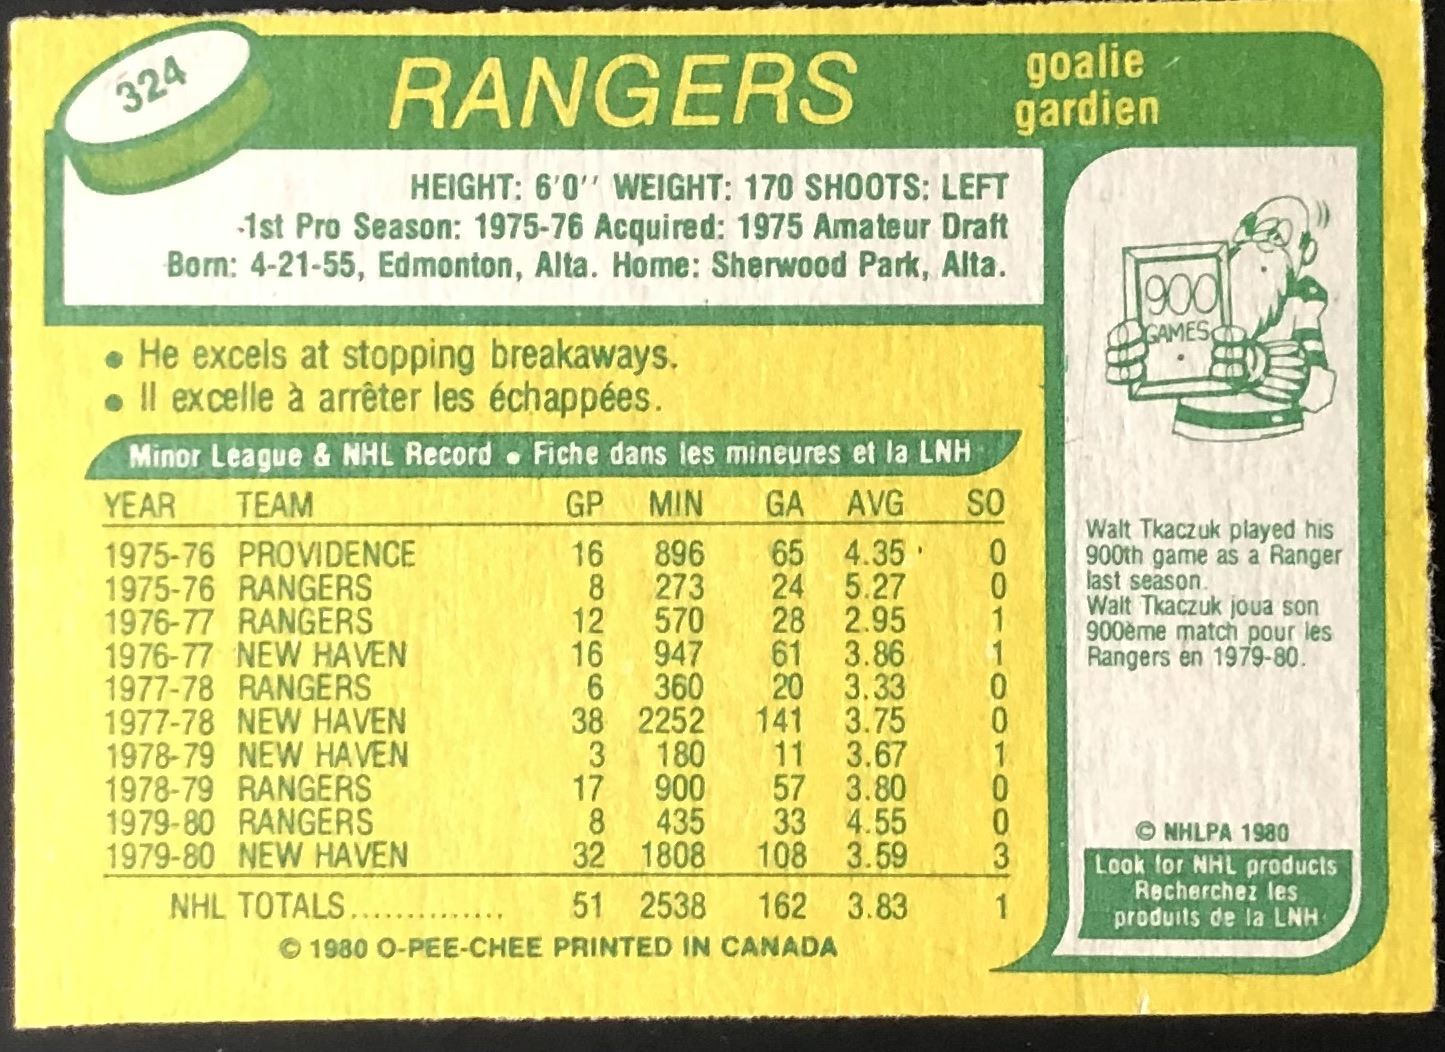 324
RANGERS
goalie
gardien
HEIGHT: 6'0'' WEIGHT: 170 SHOOTS: LEFT
1st Pro Season: 1975-76 Acquired: 1975 Amateur Draft
Born: 4-21-55, Edmonton, Alta. Home: Sherwood Park, Alta.
• He excels at stopping breakaways.
• Il excelle à arrêter les échappées.
Minor League & NHL Record • Fiche dans les mineures et la LNH
YEAR TEAM GP MIN GA AVG SO
1975-76 PROVIDENCE 16 896 65 4.35 0
1975-76 RANGERS 8 273 24 5.27 0
1976-77 RANGERS 12 570 28 2.95 1
1976-77 NEW HAVEN 16 947 61 3.86 1
1977-78 RANGERS 6 360 20 3.33 0
1977-78 NEW HAVEN 38 2252 141 3.75 0
1978-79 NEW HAVEN 3 180 11 3.67 1
1978-79 RANGERS 17 900 57 3.80 0
1979-80 RANGERS 8 435 33 4.55 0
1979-80 NEW HAVEN 32 1808 108 3.59 3
NHL TOTALS.............. 51 2538 162 3.83 1
© 1980 O-PEE-CHEE PRINTED IN CANADA
900
GAMES
Walt Tkaczuk played his
900th game as a Ranger
last season.
Walt Tkaczuk joua son
900ème match pour les
Rangers en 1979-80.
© NHLPA 1980
Look for NHL products
Recherchez les
produits de la LNH